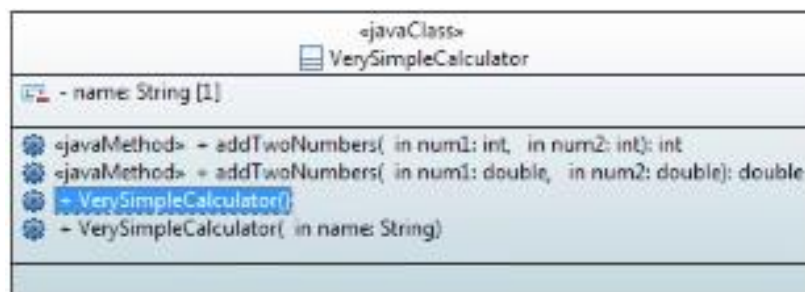 «javaClass»
VerySimpleCalculator
- name: String [1]
«javaMethod» + addTwoNumbers( in num1: int, in num2: int): int
«javaMethod» + addTwoNumbers( in num1: double, in num2: double): double
+ VerySimpleCalculator()
+ VerySimpleCalculator( in name: String)